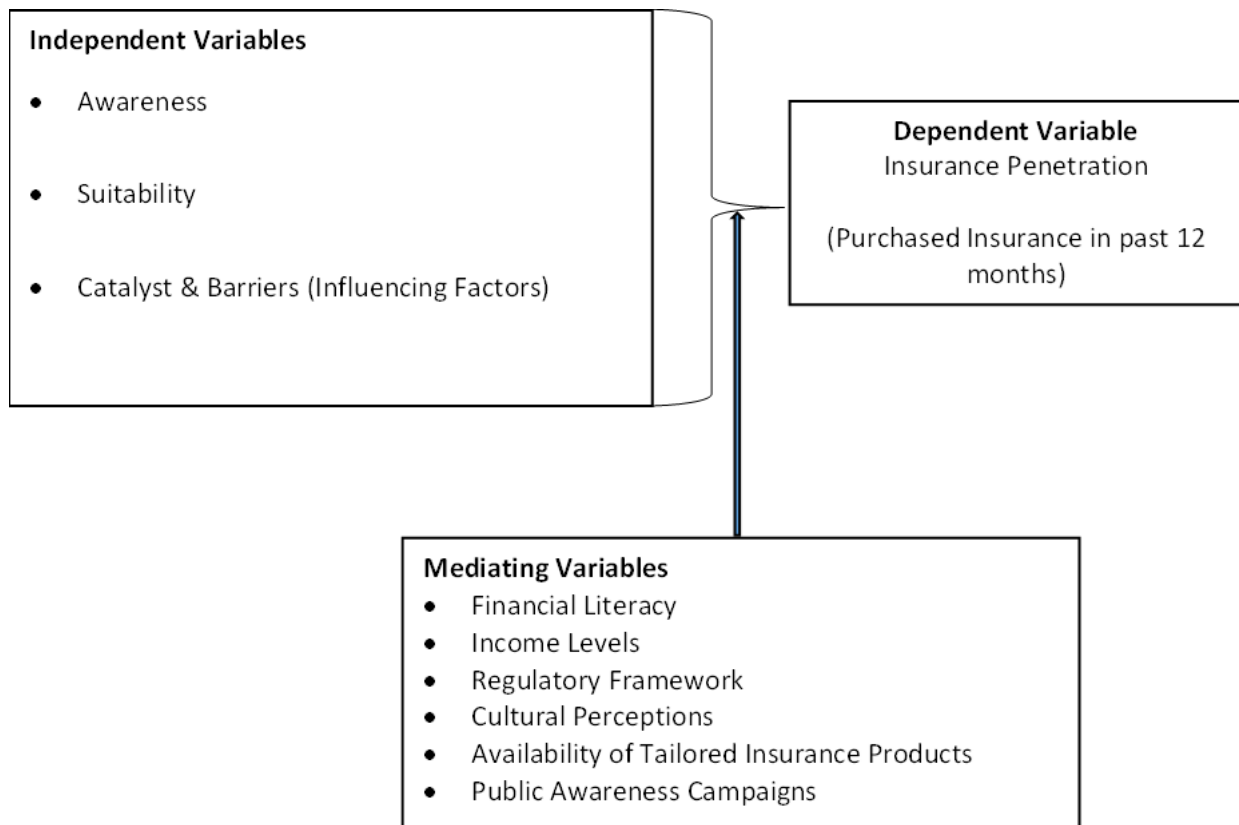 Independent Variables
• Awareness
• Suitability
• Catalyst & Barriers (Influencing Factors)
Dependent Variable
Insurance Penetration
(Purchased Insurance in past 12
months)
Mediating Variables
• Financial Literacy
• Income Levels
• Regulatory Framework
• Cultural Perceptions
• Availability of Tailored Insurance Products
• Public Awareness Campaigns